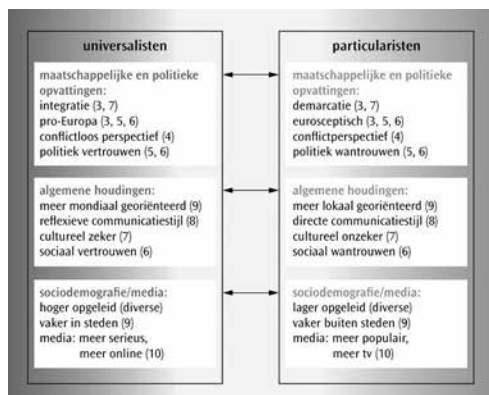 universalisten
maatschappelijke en politieke
opvattingen:
integratie (3, 7)
pro-Europa (3, 5, 6)
conflictloos perspectief (4)
politiek vertrouwen (5, 6)
algemene houdingen:
meer mondiaal georiënteerd (9)
reflexieve communicatiestijl (8)
cultureel zeker (7)
sociaal vertrouwen (6)
sociodemografie/media:
hoger opgeleid (diverse)
vaker in steden (9)
media: meer serieus,
meer online (10)
particularisten
maatschappelijke en politieke
opvattingen:
demarcatie (3, 7)
eurosceptisch (3, 5, 6)
conflictperspectief (4)
politiek wantrouwen (5, 6)
algemene houdingen:
meer lokaal georiënteerd (9)
directe communicatiestijl (8)
cultureel onzeker (7)
sociaal wantrouwen (6)
sociodemografie/media:
lager opgeleid (diverse)
vaker buiten steden (9)
media: meer populair,
meer tv (10)